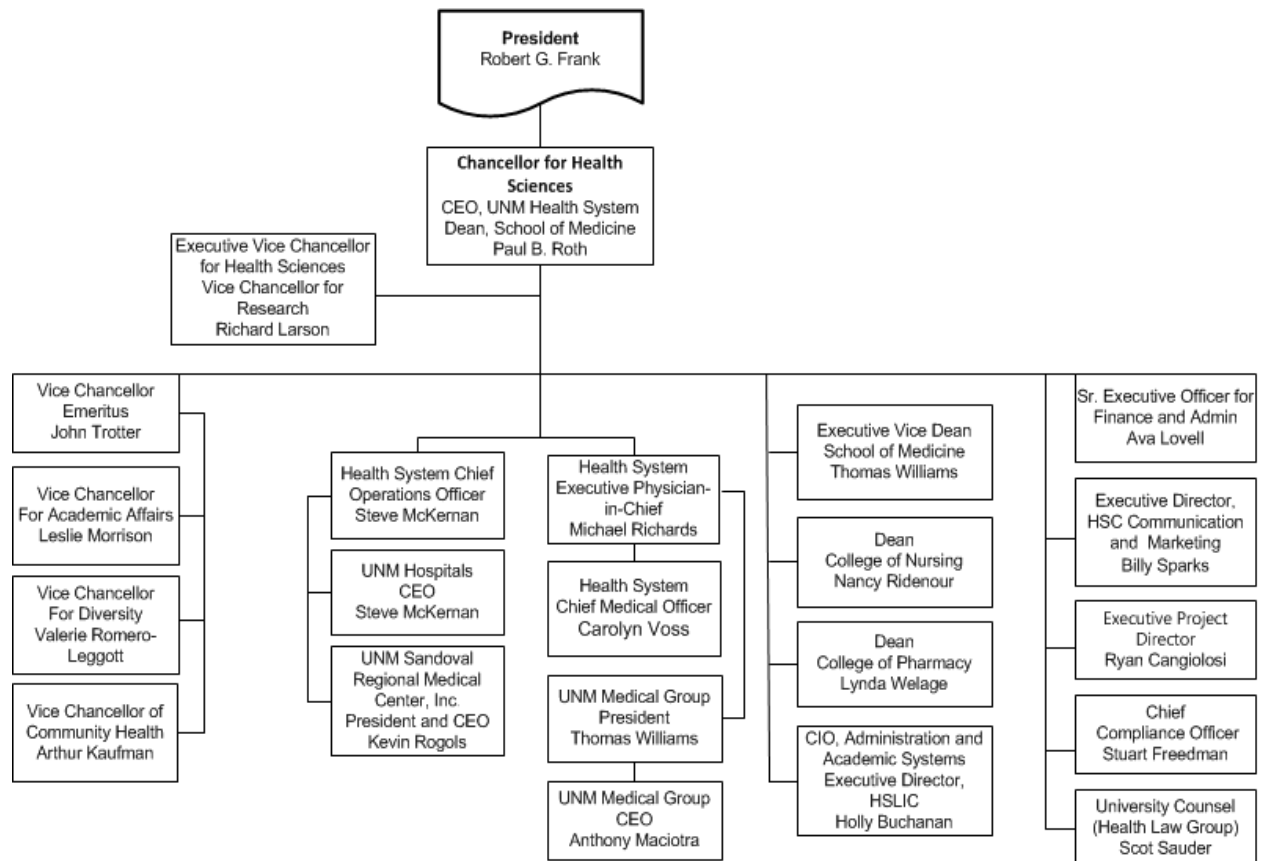 President
Robert G. Frank
Chancellor for Health
Sciences
CEO, UNM Health System
Dean, School of Medicine
Paul B. Roth
Executive Vice Chancellor
for Health Sciences
Vice Chancellor for
Research
Richard Larson
Vice Chancellor
Emeritus
John Trotter
Vice Chancellor
For Academic Affairs
Leslie Morrison
Vice Chancellor
For Diversity
Valerie Romero-
Leggott
Vice Chancellor of
Community Health
Arthur Kaufman
Health System Chief
Operations Officer
Steve McKernan
UNM Hospitals
CEO
Steve McKernan
UNM Sandoval
Regional Medical
Center, Inc.
President and CEO
Kevin Rogols
Health System
Executive Physician-
in-Chief
Michael Richards
Health System
Chief Medical Officer
Carolyn Voss
UNM Medical Group
President
Thomas Williams
UNM Medical Group
CEO
Anthony Maciotra
Executive Vice Dean
School of Medicine
Thomas Williams
Dean
College of Nursing
Nancy Ridenour
Dean
College of Pharmacy
Lynda Welage
CIO, Administration and
Academic Systems
Executive Director,
HSLIC
Holly Buchanan
Sr. Executive Officer for
Finance and Admin
Ava Lovell
Executive Director,
HSC Communication
and Marketing
Billy Sparks
Executive Project
Director
Ryan Cangiolosi
Chief
Compliance Officer
Stuart Freedman
University Counsel
(Health Law Group)
Scot Sauder